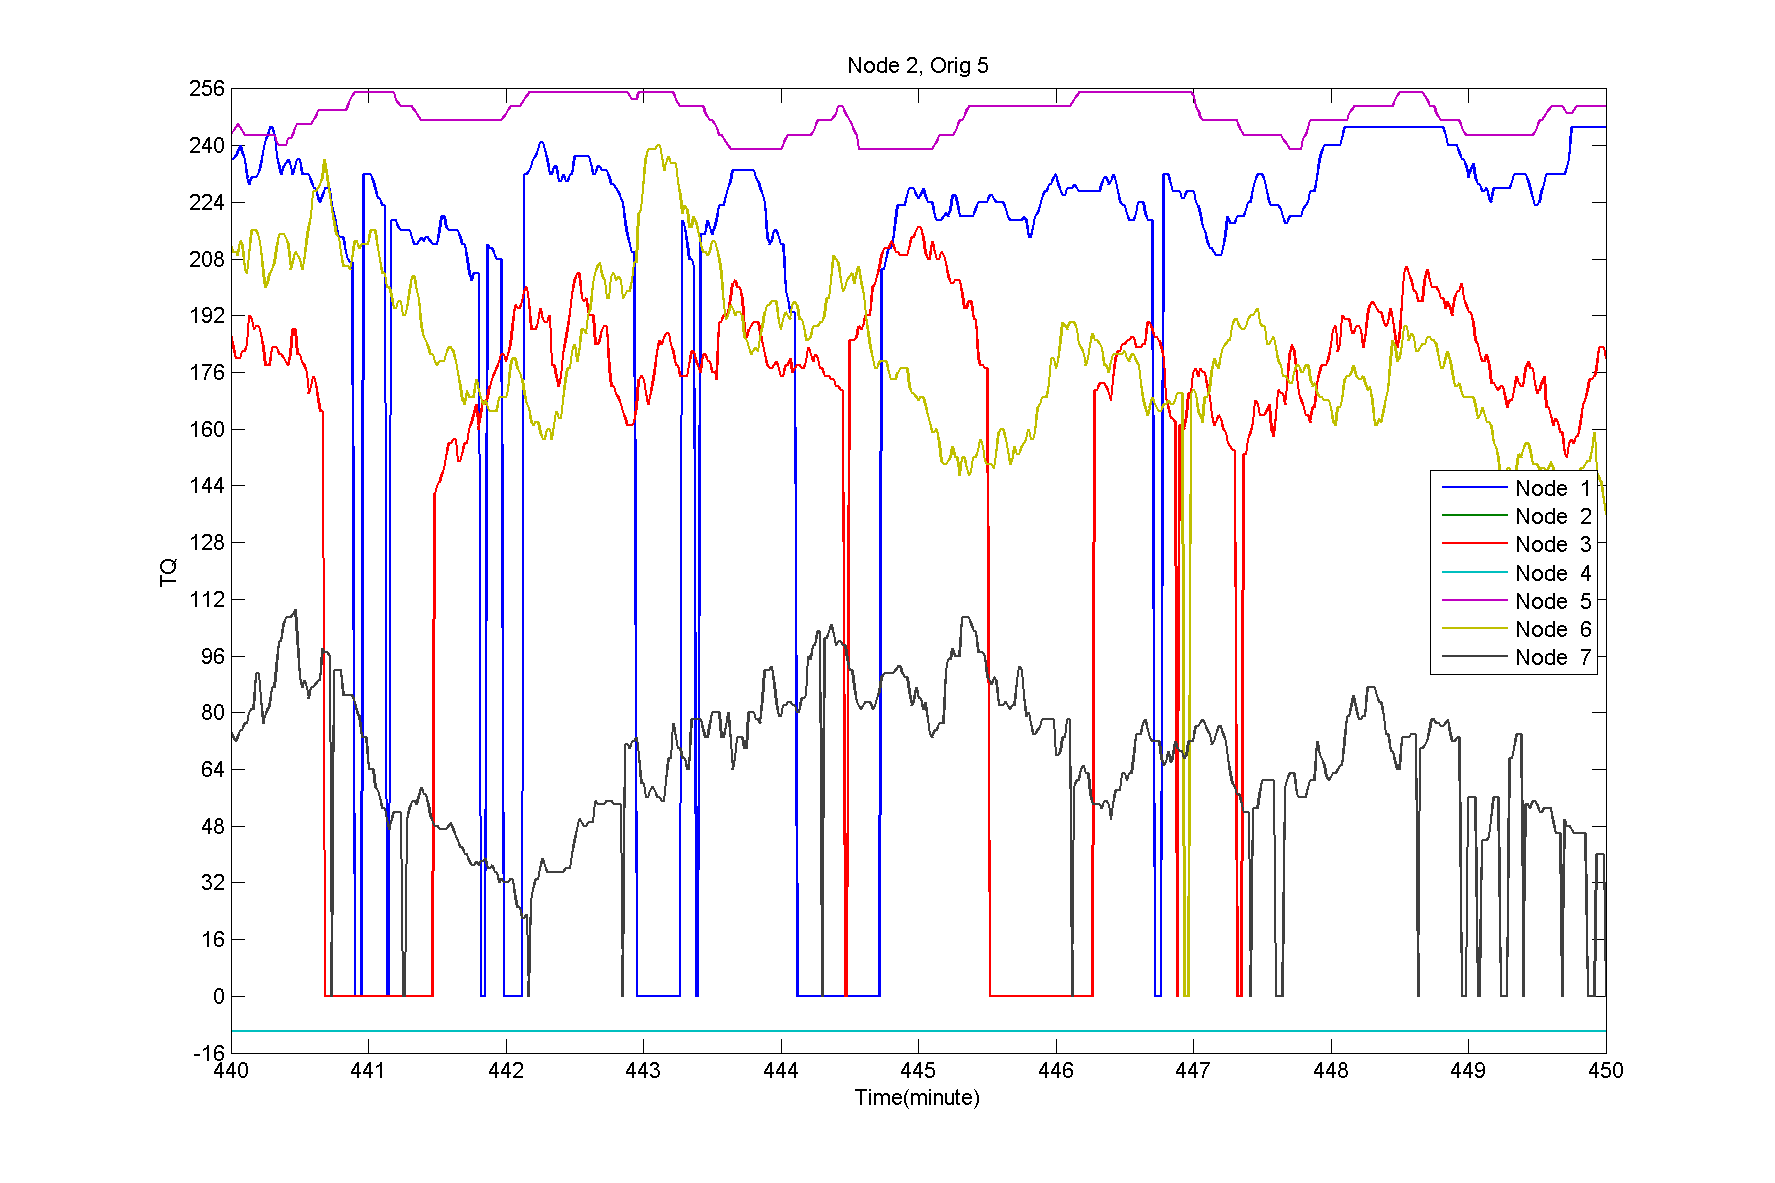 Node 2, Orig 5
256
240
224
208
192
176
160
144
128
112
96
80
64
48
32
16
0
-16
TQ
440 441 442 443 444 445 446 447 448 449 450
Time(minute)
Node 1
Node 2
Node 3
Node 4
Node 5
Node 6
Node 7